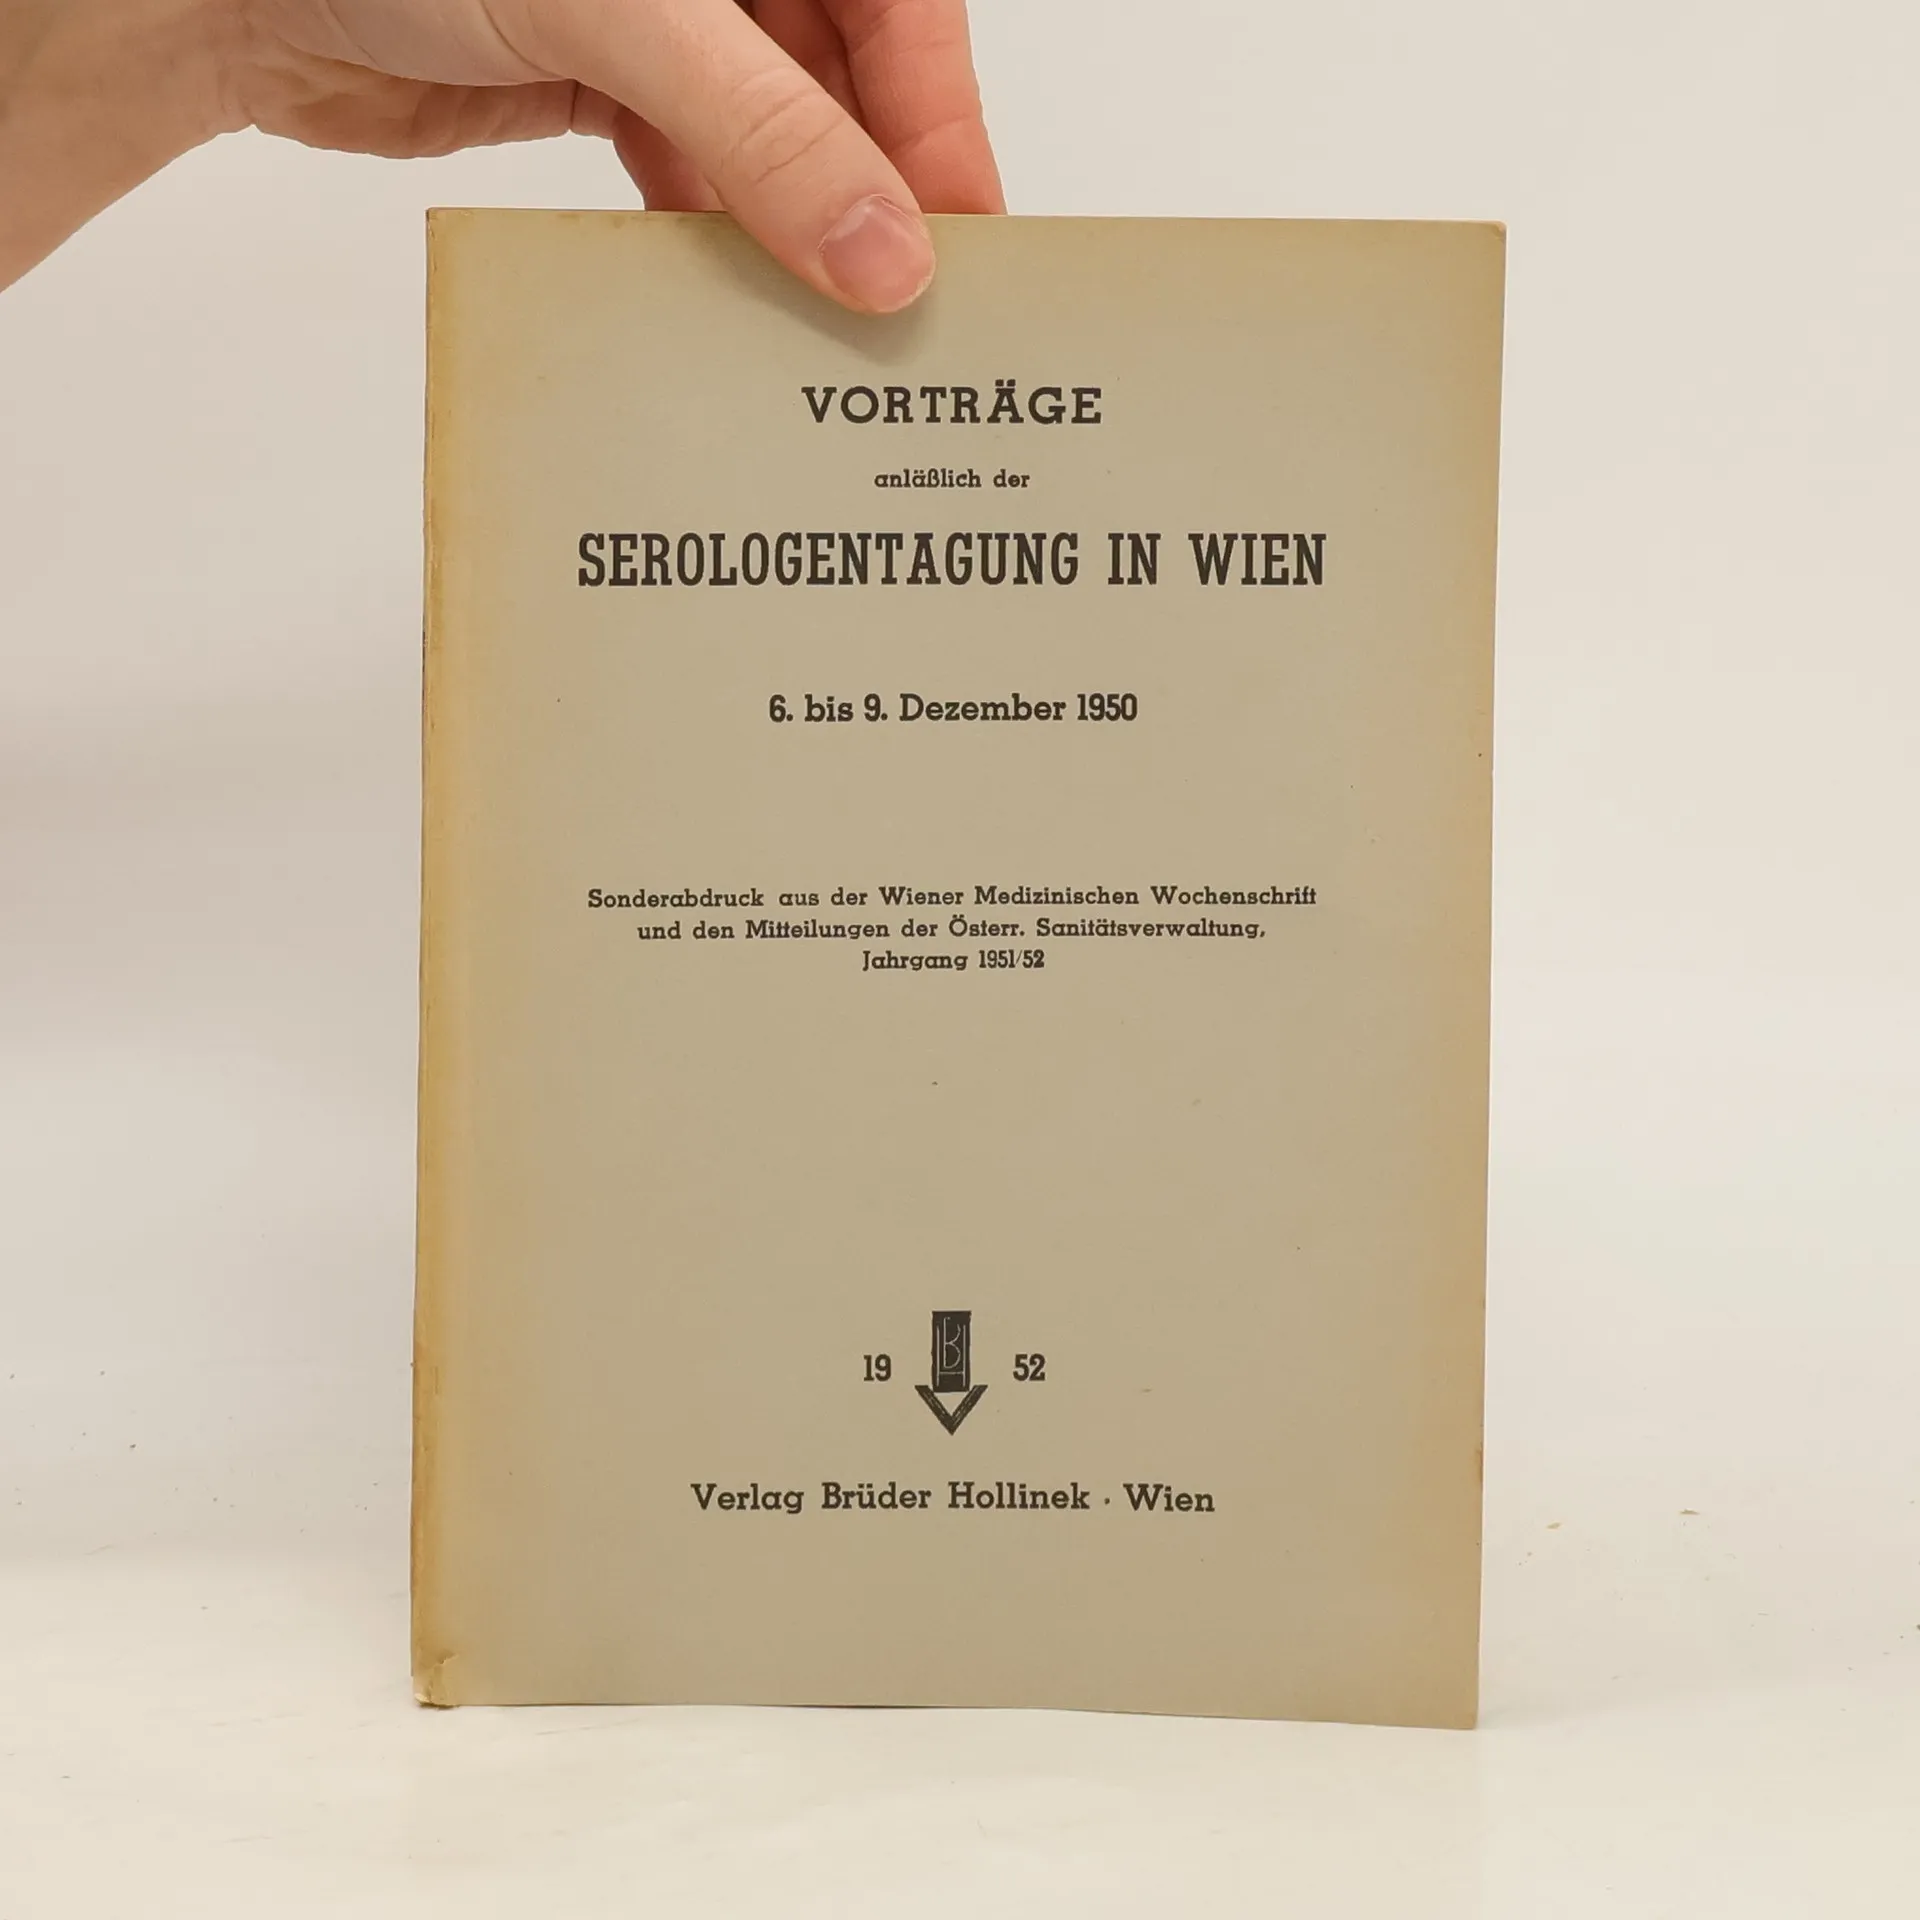 VORTRÄGE
anläßlich der
SEROLOGENTAGUNG IN WIEN
6. bis 9. Dezember 1950
Sonderabdruck aus der Wiener Medizinischen Wochenschrift
und den Mitteilungen der Österr. Sanitätsverwaltung,
Jahrgang 1951/52
19 BH 52
Verlag Brüder Hollinek · Wien